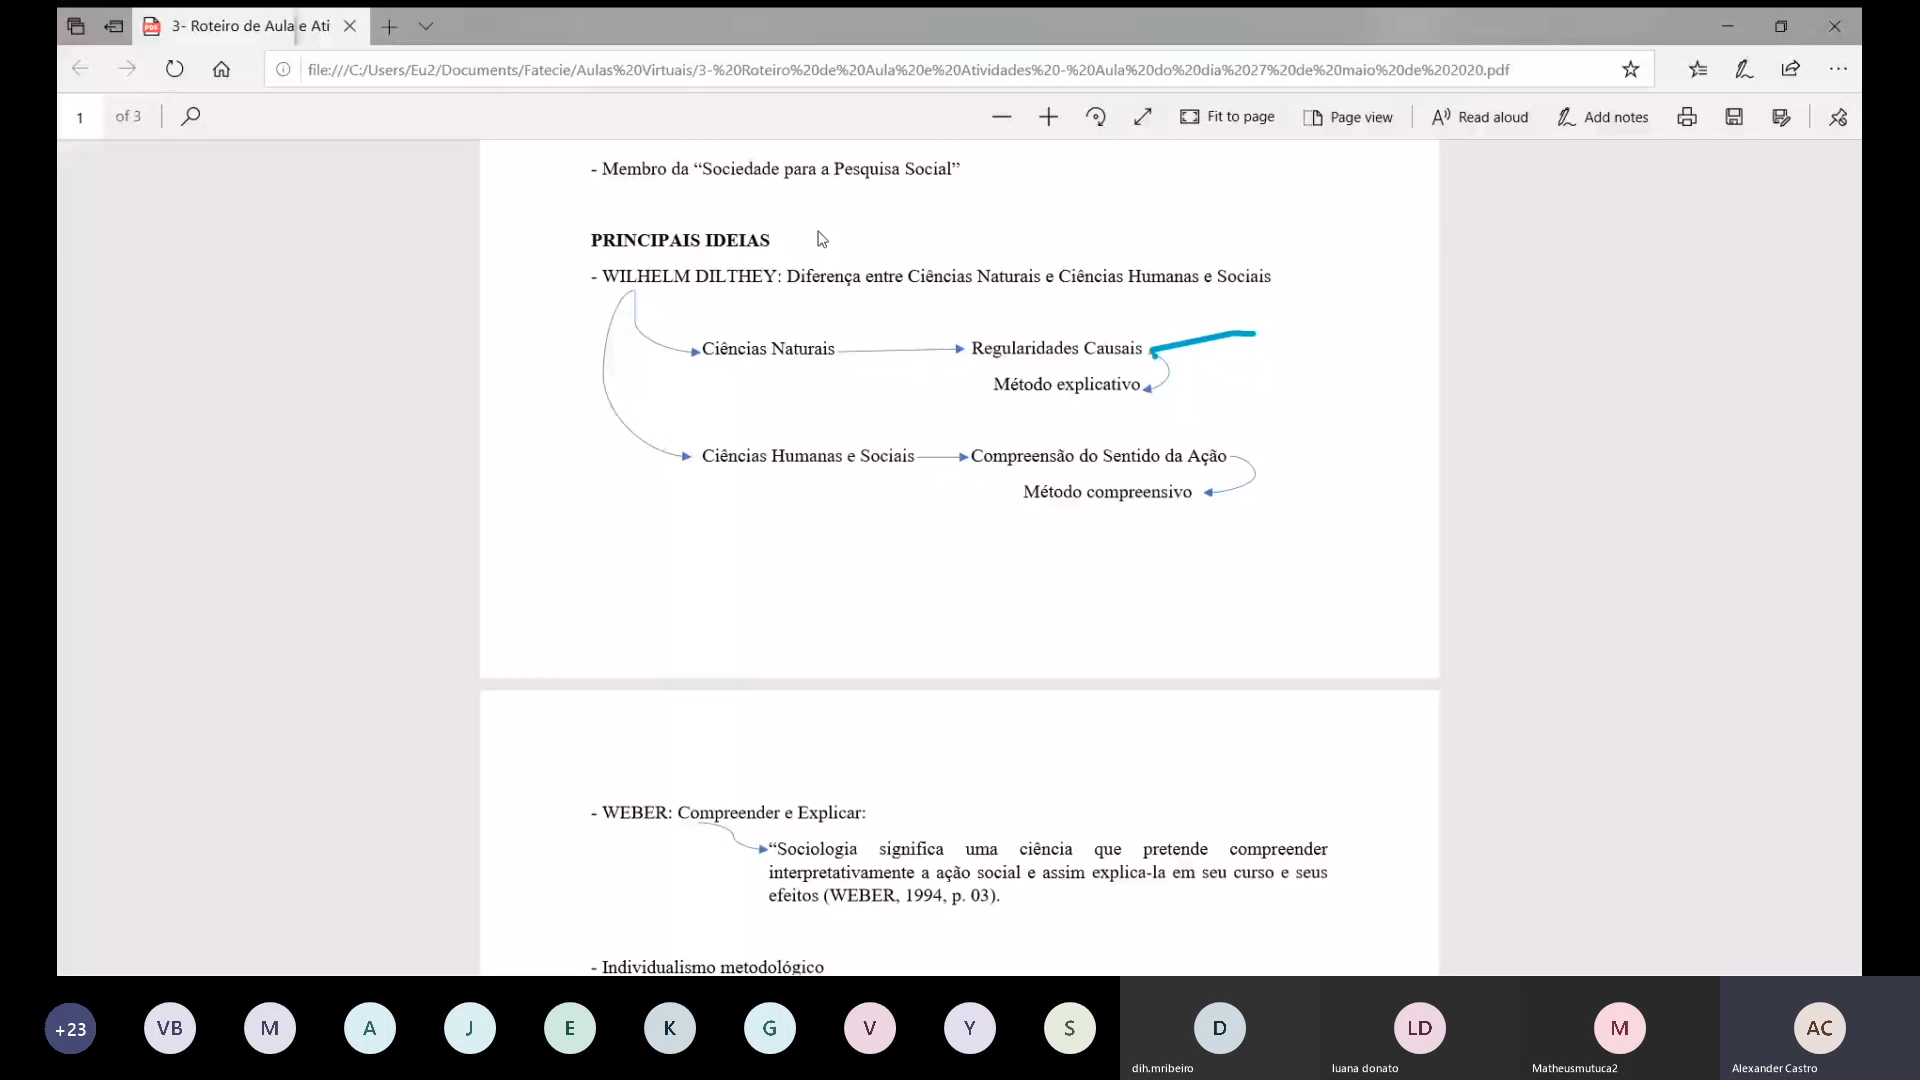 3- Roteiro de Aula e Ati
file:///C:/Users/Eu2/Documents/Fatecie/Aulas%20Virtuais/3-%20Roteiro%20de%20Aula%20e%20Atividades%20-%20Aula%20do%20dia%2027%20de%20maio%20de%202020.pdf
1 of 3 Fit to page Page view Read aloud Add notes
- Membro da “Sociedade para a Pesquisa Social”
PRINCIPAIS IDEIAS
- WILHELM DILTHEY: Diferença entre Ciências Naturais e Ciências Humanas e Sociais
Ciências Naturais Regularidades Causais
Método explicativo
Ciências Humanas e Sociais Compreensão do Sentido da Ação
Método compreensivo
- WEBER: Compreender e Explicar:
“Sociologia significa uma ciência que pretende compreender
interpretativamente a ação social e assim explica-la em seu curso e seus
efeitos (WEBER, 1994, p. 03).
- Individualismo metodológico
+23 VB M A J E K G V Y S D LD M AC
dih.mribeiro luana donato Matheusmutuca2 Alexander Castro